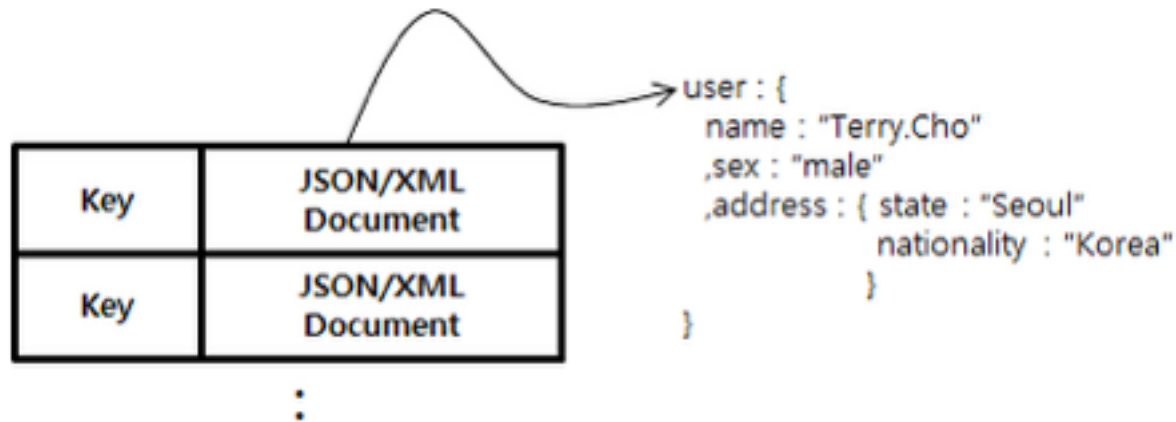 Key
JSON/XML
Document
Key
JSON/XML
Document
:
user : {
name : "Terry.Cho"
,sex : "male"
,address : { state : "Seoul"
nationality : "Korea"
}
}